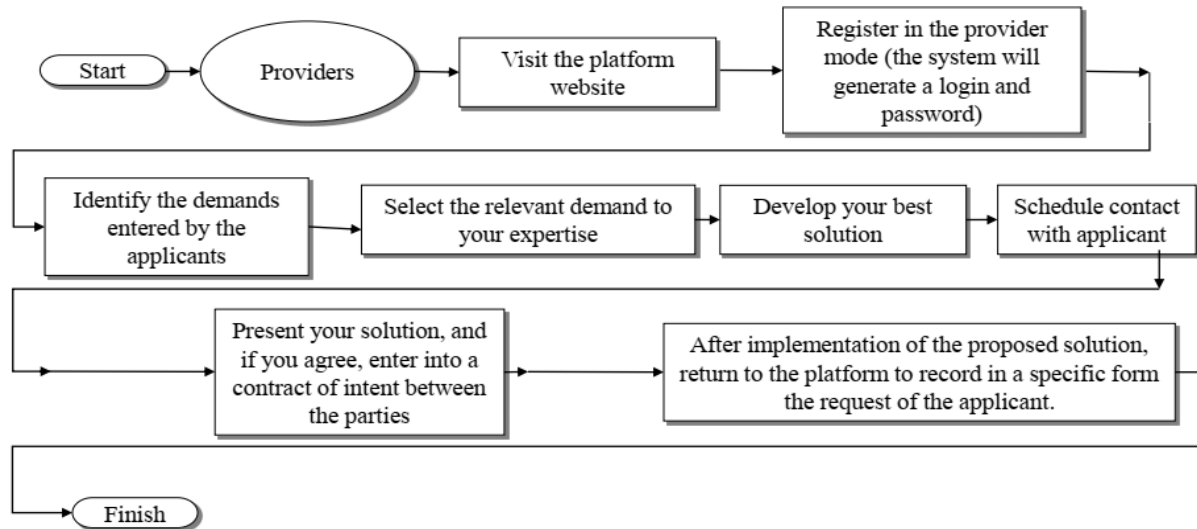 Start
Providers
Visit the platform
website
Register in the provider
mode (the system will
generate a login and
password)
Identify the demands
entered by the
applicants
Select the relevant demand to
your expertise
Develop your best
solution
Schedule contact
with applicant
Present your solution, and
if you agree, enter into a
contract of intent between
the parties
After implementation of the proposed solution,
return to the platform to record in a specific form
the request of the applicant.
Finish